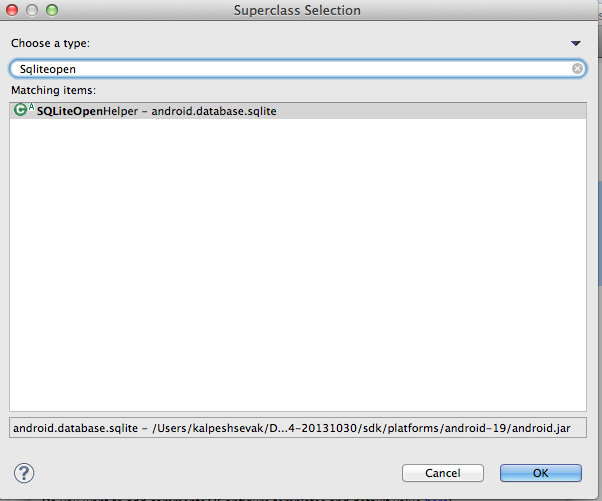 Superclass Selection
Choose a type:
Sqliteopen
Matching items:
C A SQLiteOpenHelper – android.database.sqlite
android.database.sqlite – /Users/kalpeshsevak/D...4-20131030/sdk/platforms/android-19/android.jar
? Cancel OK